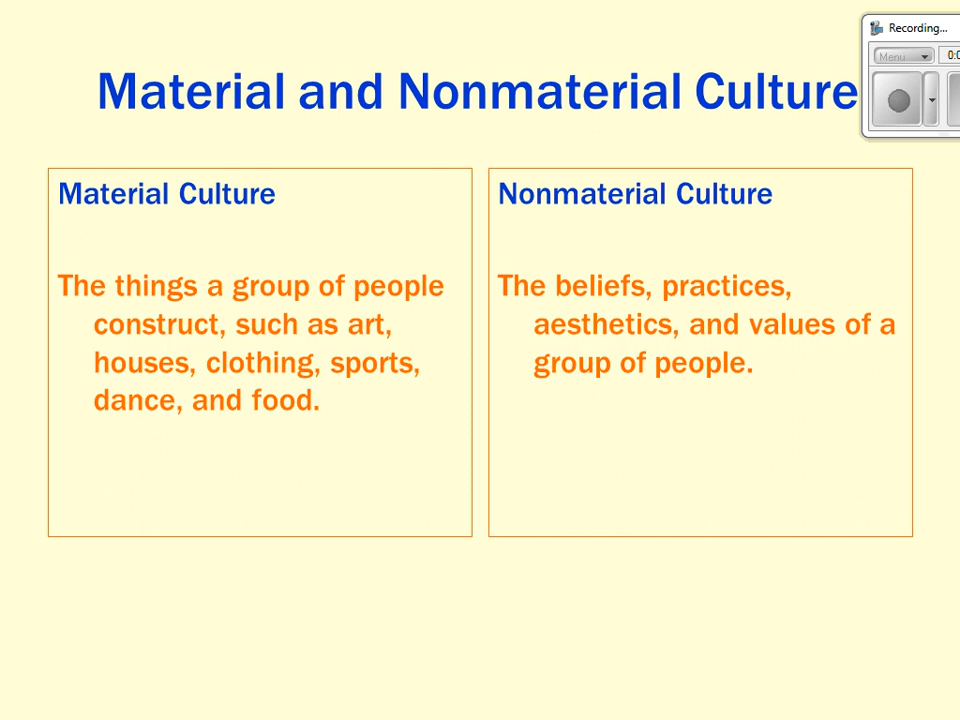 Recording...
Menu
Material and Nonmaterial Culture
Material Culture
The things a group of people
construct, such as art,
houses, clothing, sports,
dance, and food.
Nonmaterial Culture
The beliefs, practices,
aesthetics, and values of a
group of people.